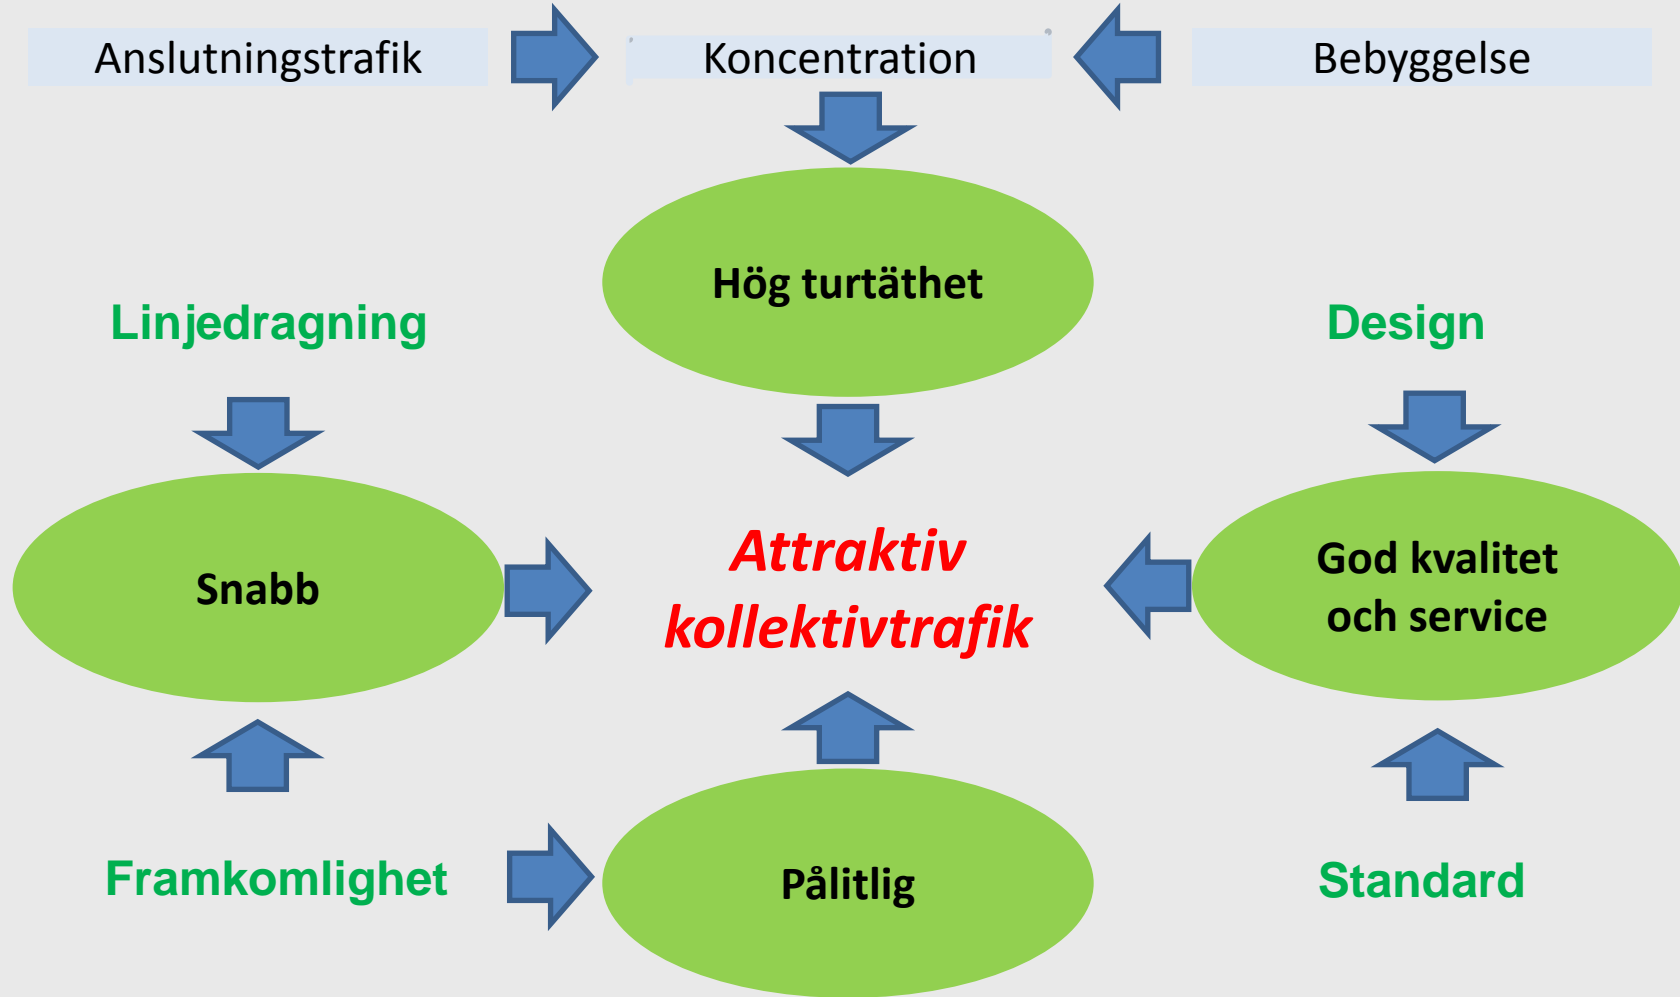 Anslutningstrafik
Koncentration
Bebyggelse
Hög turtäthet
Linjedragning
Design
Snabb
Attraktiv
kollektivtrafik
God kvalitet
och service
Framkomlighet
Pålitlig
Standard